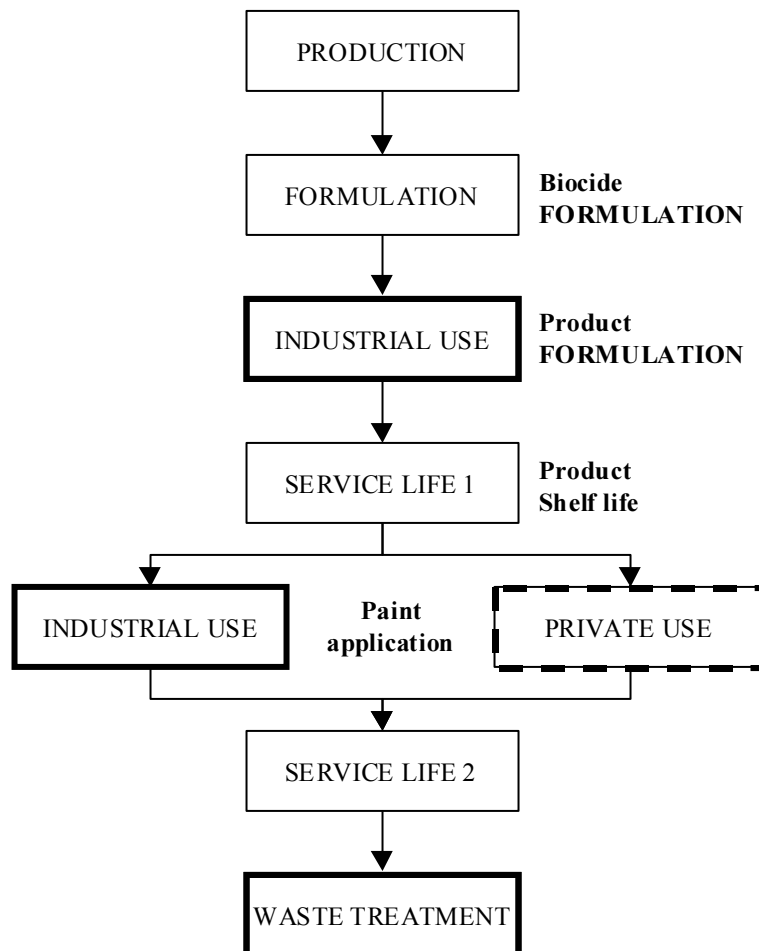 PRODUCTION
FORMULATION
Biocide
FORMULATION
INDUSTRIAL USE
Product
FORMULATION
SERVICE LIFE 1
Product
Shelf life
INDUSTRIAL USE
Paint
application
PRIVATE USE
SERVICE LIFE 2
WASTE TREATMENT